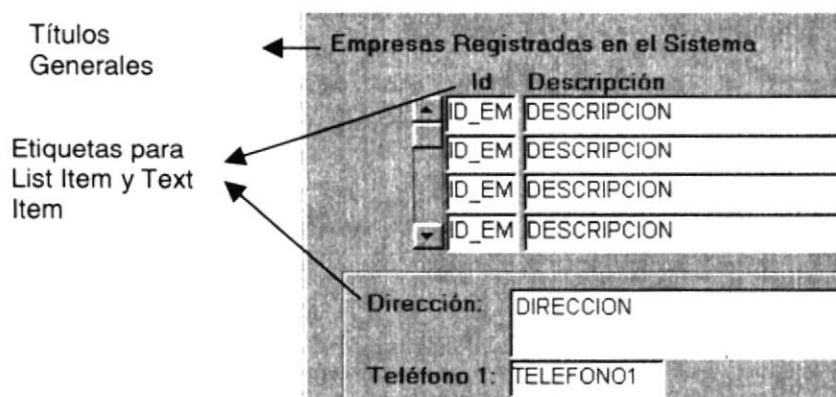 Títulos
Generales
Empresas Registradas en el Sistema
Id Descripción
ID_EM DESCRIPCION
ID_EM DESCRIPCION
ID_EM DESCRIPCION
ID_EM DESCRIPCION
Etiquetas para
List Item y Text
Item
Dirección: DIRECCION
Teléfono 1: TELEFONO1